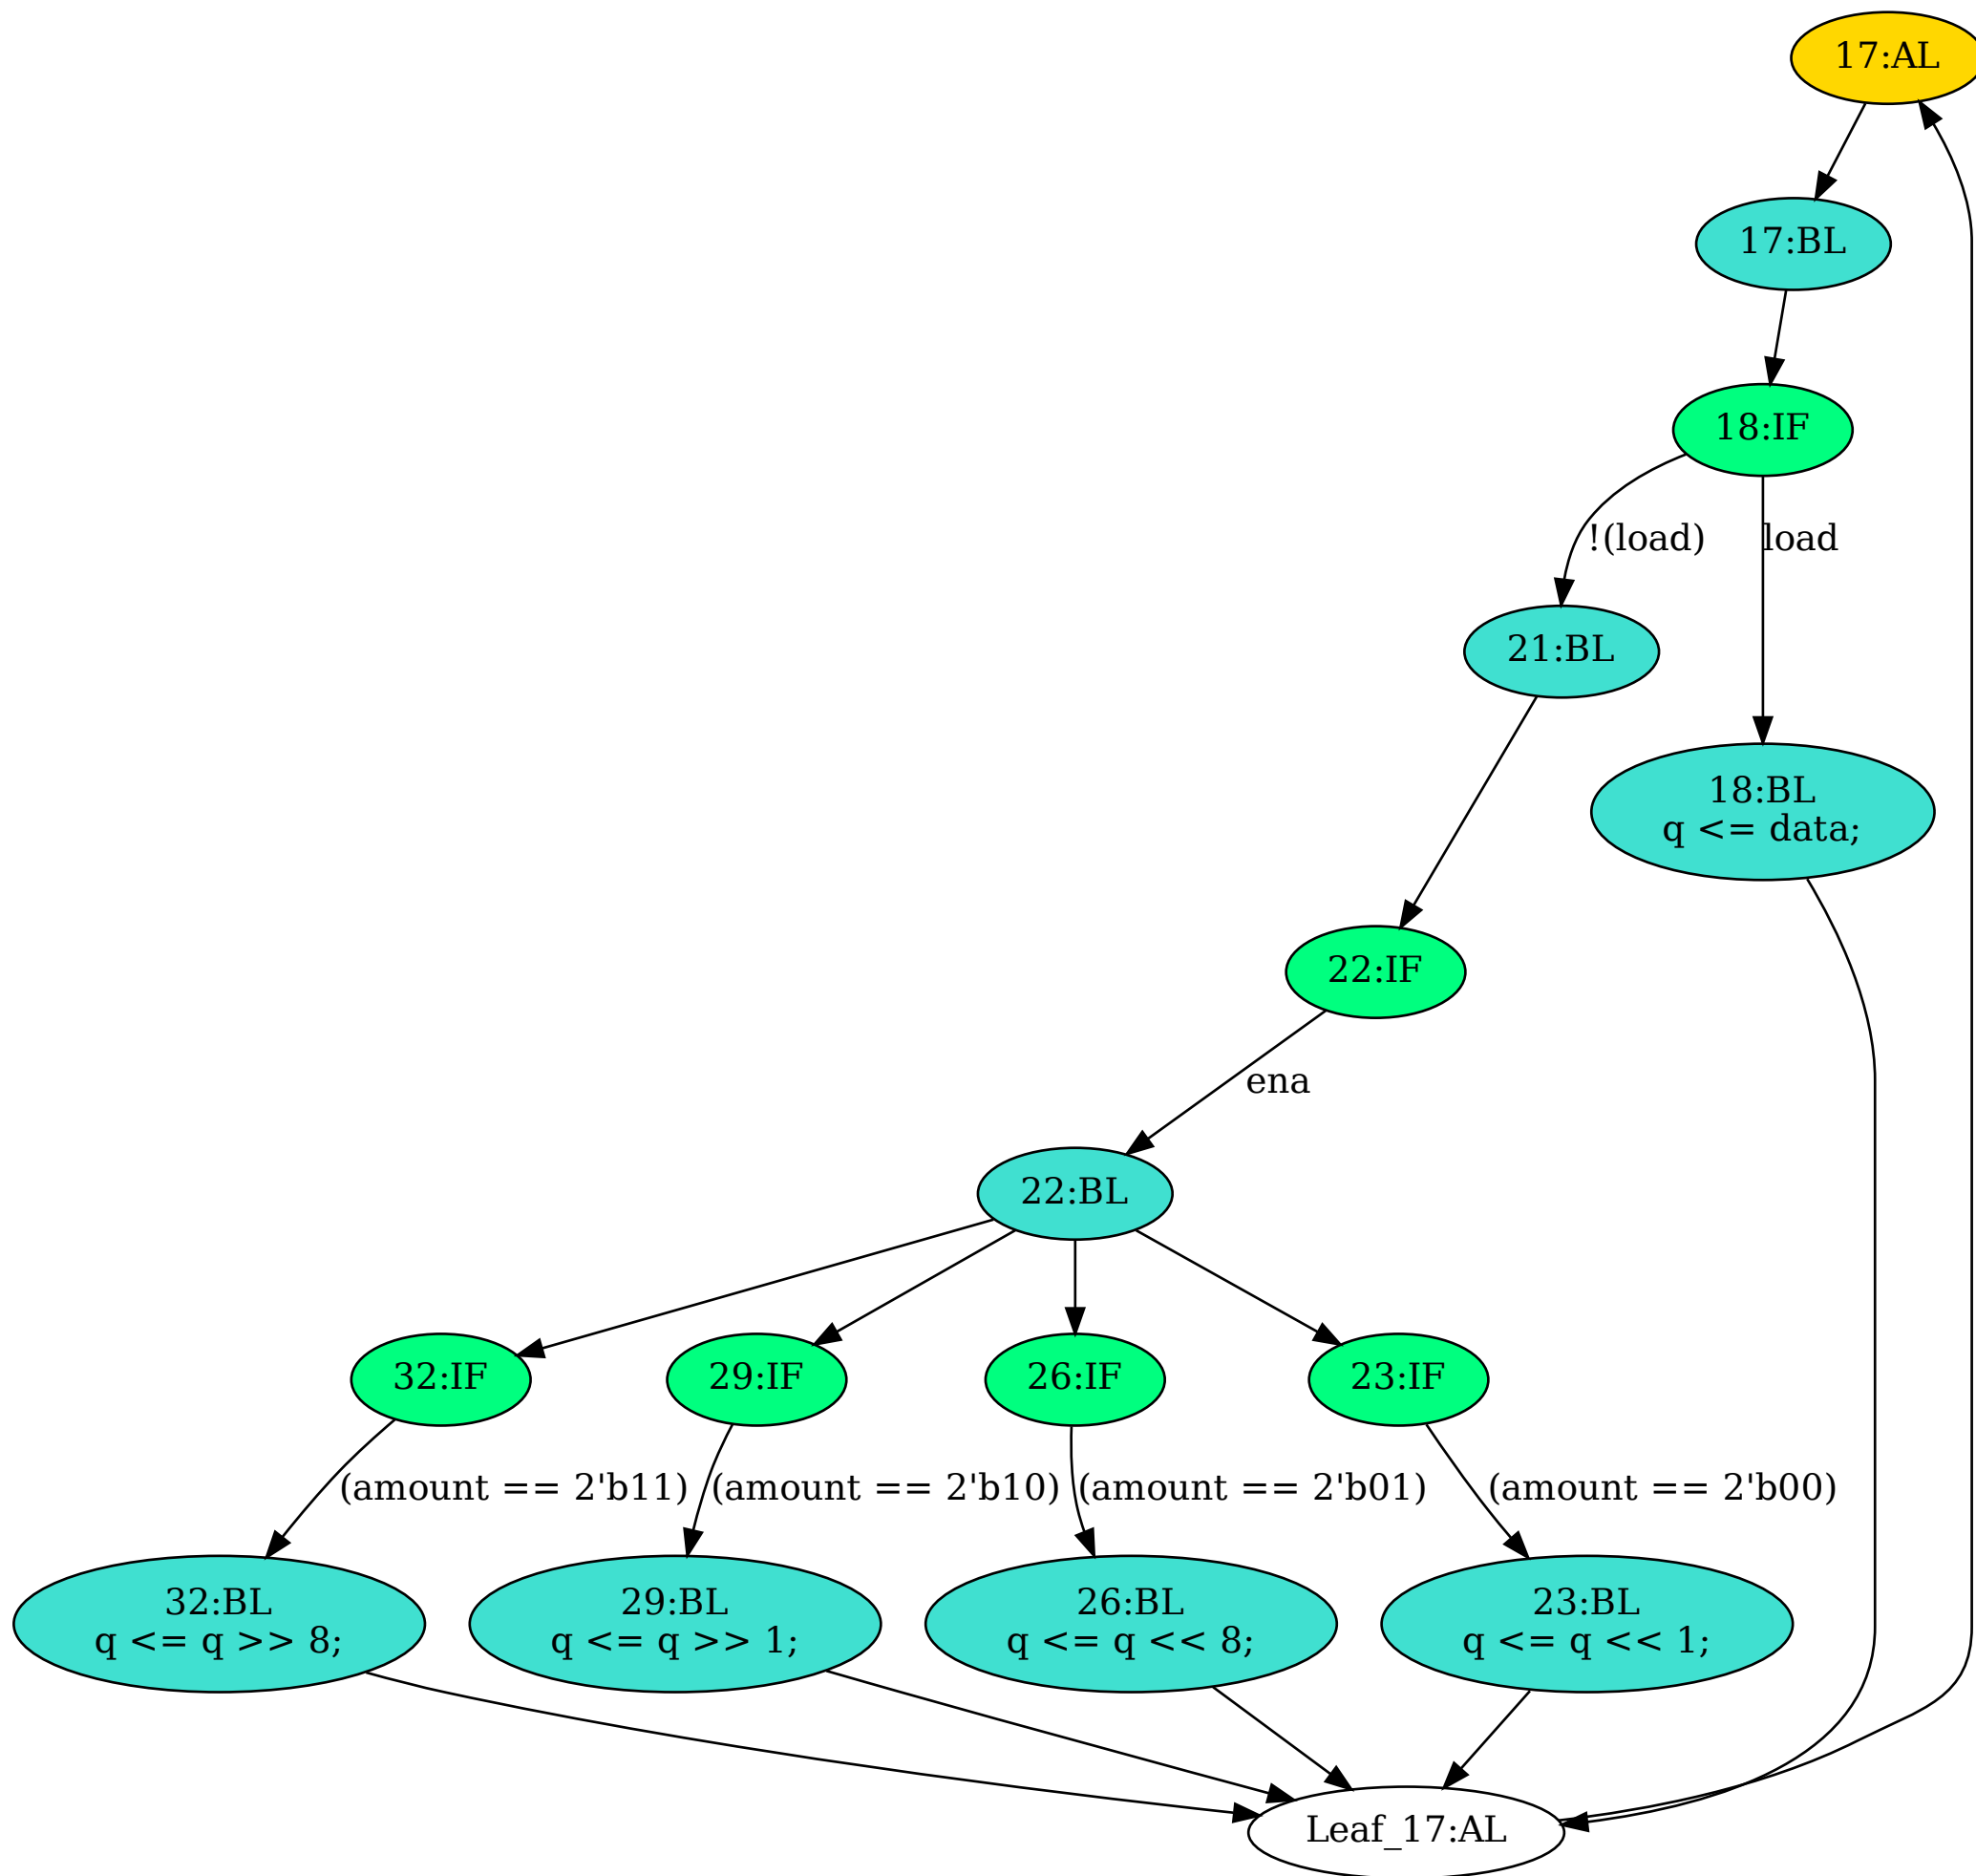 17:AL
17:BL
18:IF
!(load)
load
21:BL
18:BL
q <= data;
22:IF
ena
22:BL
32:IF
29:IF
26:IF
23:IF
(amount == 2'b11)
(amount == 2'b10)
(amount == 2'b01)
(amount == 2'b00)
32:BL
q <= q >> 8;
29:BL
q <= q >> 1;
26:BL
q <= q << 8;
23:BL
q <= q << 1;
Leaf_17:AL